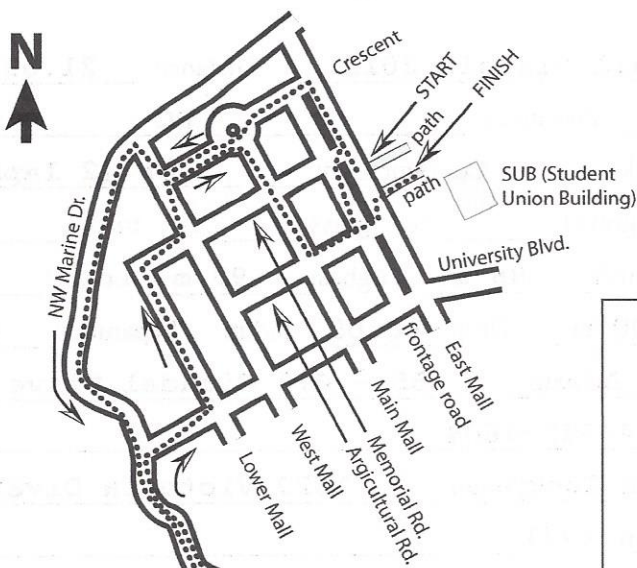 N
Crescent
START
FINISH
path
path
SUB (Student
Union Building)
NW Marine Dr.
University Blvd.
East Mall
frontage road
Main Mall
Memorial Rd.
Argicultural Rd.
West Mall
Lower Mall